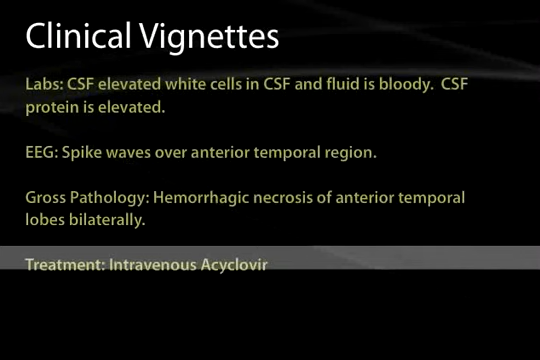 Clinical Vignettes
Labs: CSF elevated white cells in CSF and fluid is bloody. CSF
protein is elevated.
EEG: Spike waves over anterior temporal region.
Gross Pathology: Hemorrhagic necrosis of anterior temporal
lobes bilaterally.
Treatment: Intravenous Acyclovir